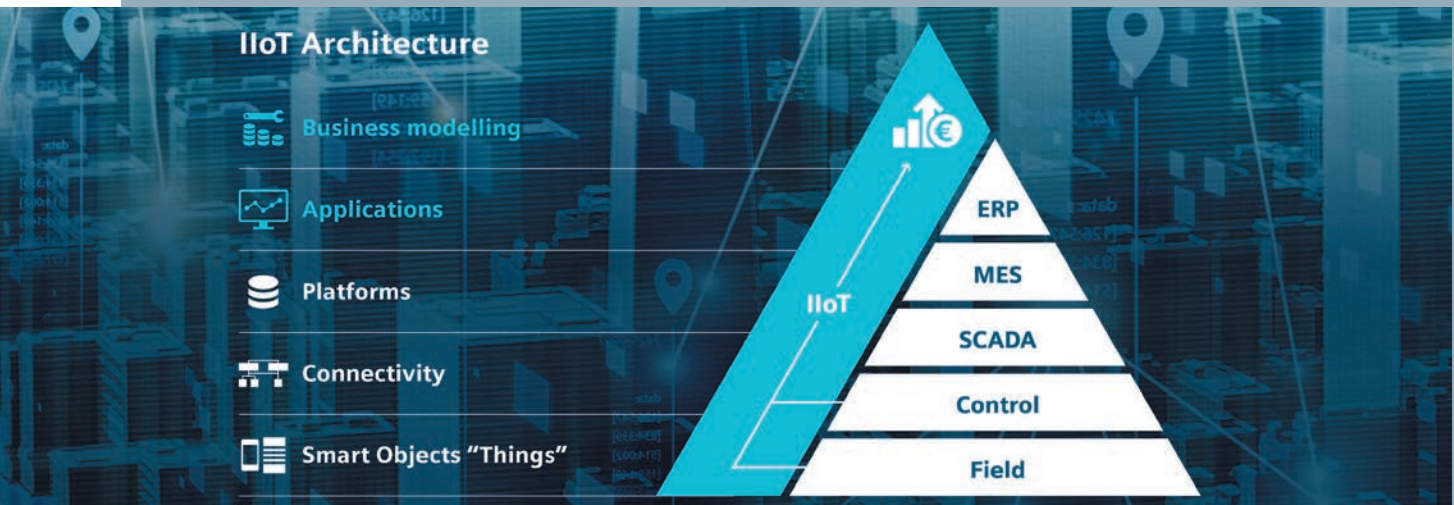 IIoT Architecture
Business modelling
Applications
Platforms
Connectivity
Smart Objects "Things"
€
IIoT
ERP
MES
SCADA
Control
Field